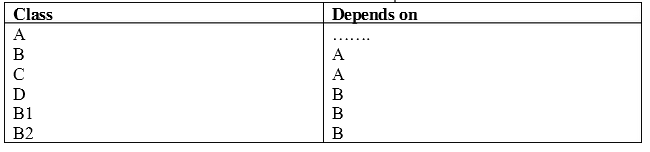 Class Depends on
A …….
B A
C A
D B
B1 B
B2 B